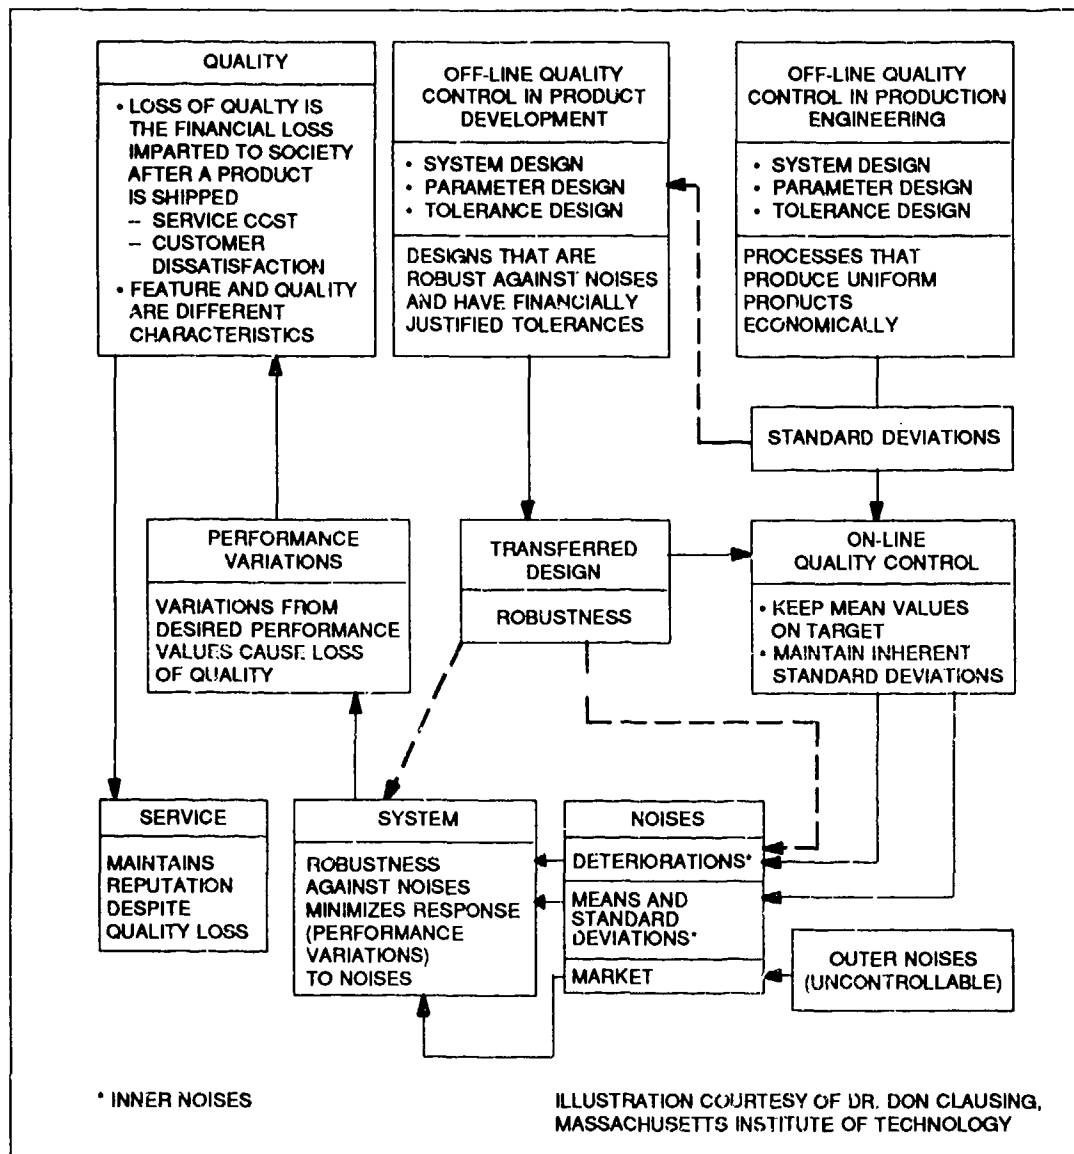 QUALITY
• LOSS OF QUALTY IS
THE FINANCIAL LOSS
IMPARTED TO SOCIETY
AFTER A PRODUCT
IS SHIPPED
– SERVICE COST
– CUSTOMER
DISSATISFACTION
• FEATURE AND QUALITY
ARE DIFFERENT
CHARACTERISTICS
OFF-LINE QUALITY
CONTROL IN PRODUCT
DEVELOPMENT
• SYSTEM DESIGN
• PARAMETER DESIGN
• TOLERANCE DESIGN
DESIGNS THAT ARE
ROBUST AGAINST NOISES
AND HAVE FINANCIALLY
JUSTIFIED TOLERANCES
OFF-LINE QUALITY
CONTROL IN PRODUCTION
ENGINEERING
• SYSTEM DESIGN
• PARAMETER DESIGN
• TOLERANCE DESIGN
PROCESSES THAT
PRODUCE UNIFORM
PRODUCTS
ECONOMICALLY
STANDARD DEVIATIONS
PERFORMANCE
VARIATIONS
VARIATIONS FROM
DESIRED PERFORMANCE
VALUES CAUSE LOSS
OF QUALITY
TRANSFERRED
DESIGN
ROBUSTNESS
ON-LINE
QUALITY CONTROL
• KEEP MEAN VALUES
ON TARGET
• MAINTAIN INHERENT
STANDARD DEVIATIONS
SERVICE
MAINTAINS
REPUTATION
DESPITE
QUALITY LOSS
SYSTEM
ROBUSTNESS
AGAINST NOISES
MINIMIZES RESPONSE
(PERFORMANCE
VARIATIONS)
TO NOISES
NOISES
DETERIORATIONS*
MEANS AND
STANDARD
DEVIATIONS*
MARKET
OUTER NOISES
(UNCONTROLLABLE)
* INNER NOISES
ILLUSTRATION COURTESY OF DR. DON CLAUSING,
MASSACHUSETTS INSTITUTE OF TECHNOLOGY